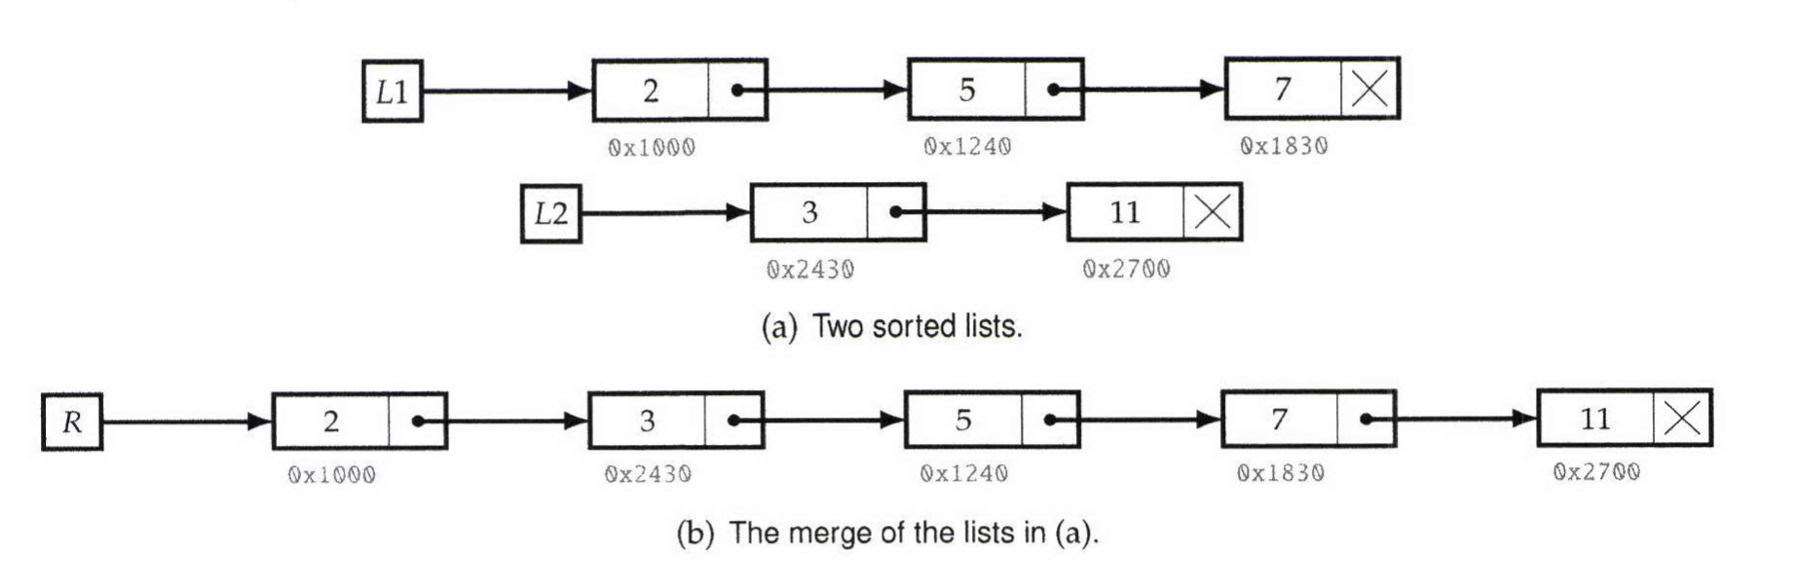 L1 2 5 7
0x1000 0x1240 0x1830
L2 3 11
0x2430 0x2700
(a) Two sorted lists.
R 2 3 5 7 11
0x1000 0x2430 0x1240 0x1830 0x2700
(b) The merge of the lists in (a).